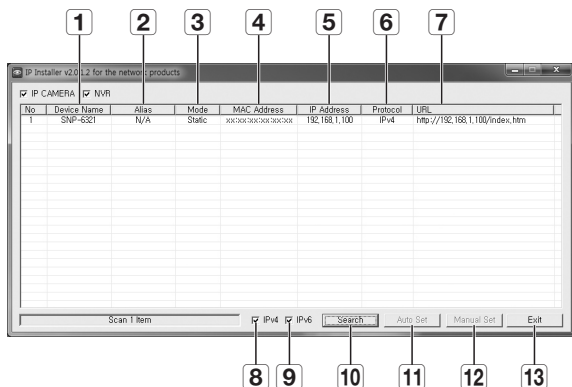 1 2 3 4 5 6 7
IP Installer v2.0.1.2 for the network products
IP CAMERA NVR
No Device Name Alias Mode MAC Address IP Address Protocol URL
1 SNP-6321 N/A Static xx:xx:xx:xx:xx:xx 192,168,1,100 IPv4 http://192,168,1,100/index,htm
Scan 1 Item IPv4 IPv6 Search Auto Set Manual Set Exit
8 9 10 11 12 13